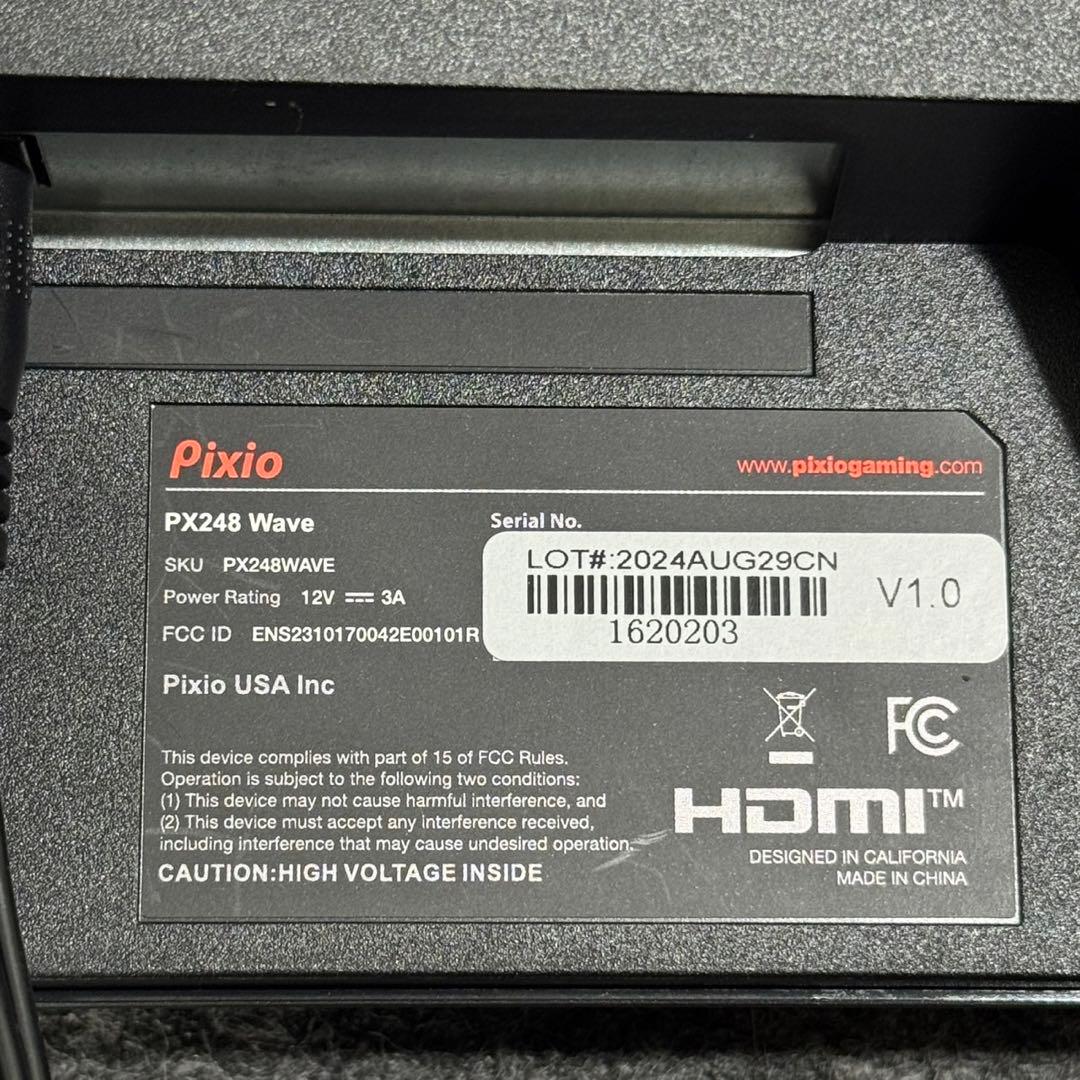 Pixio
www.pixiogaming.com
PX248 Wave
SKU PX248WAVE
Power Rating 12V ⎓ 3A
FCC ID ENS2310170042E00101R
Pixio USA Inc
Serial No.
LOT#:2024AUG29CN
1620203
V1.0
This device complies with part of 15 of FCC Rules.
Operation is subject to the following two conditions:
(1) This device may not cause harmful interference, and
(2) This device must accept any interference received,
including interference that may cause undesired operation.
CAUTION:HIGH VOLTAGE INSIDE
FC
HDMI™
DESIGNED IN CALIFORNIA
MADE IN CHINA